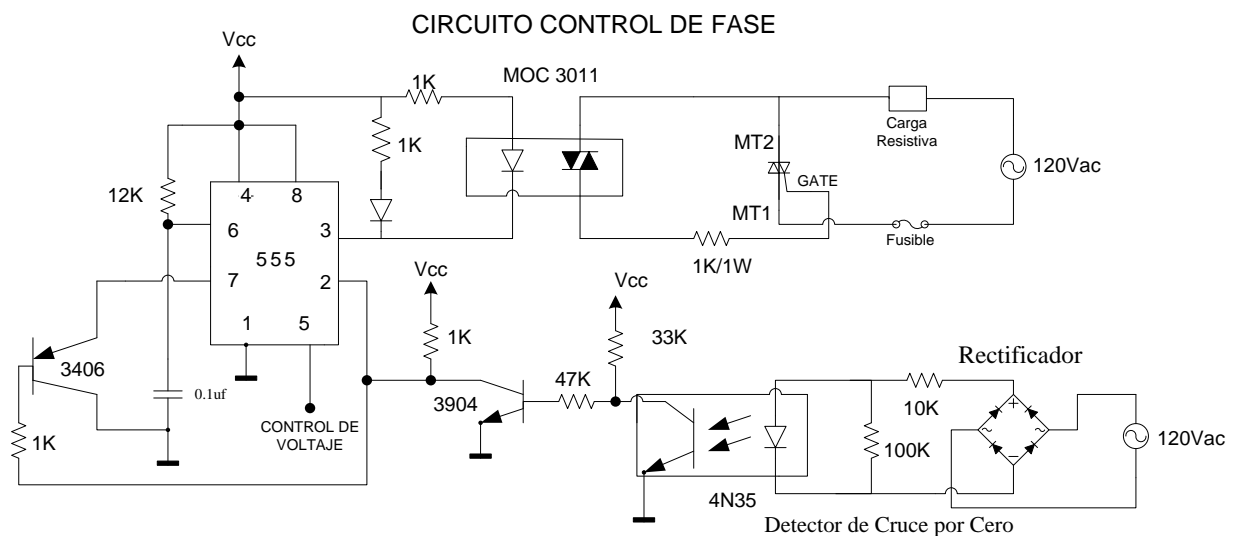 CIRCUITO CONTROL DE FASE
Vcc
1K
MOC 3011
1K
Carga
Resistiva
MT2
GATE
120Vac
12K
4
8
6
3
MT1
555
Fusible
7
2
1K/1W
Vcc
Vcc
1
5
1K
33K
3406
Rectificador
0.1uf
47K
3904
10K
+
~
~
−
120Vac
CONTROL DE
VOLTAJE
1K
100K
4N35
Detector de Cruce por Cero